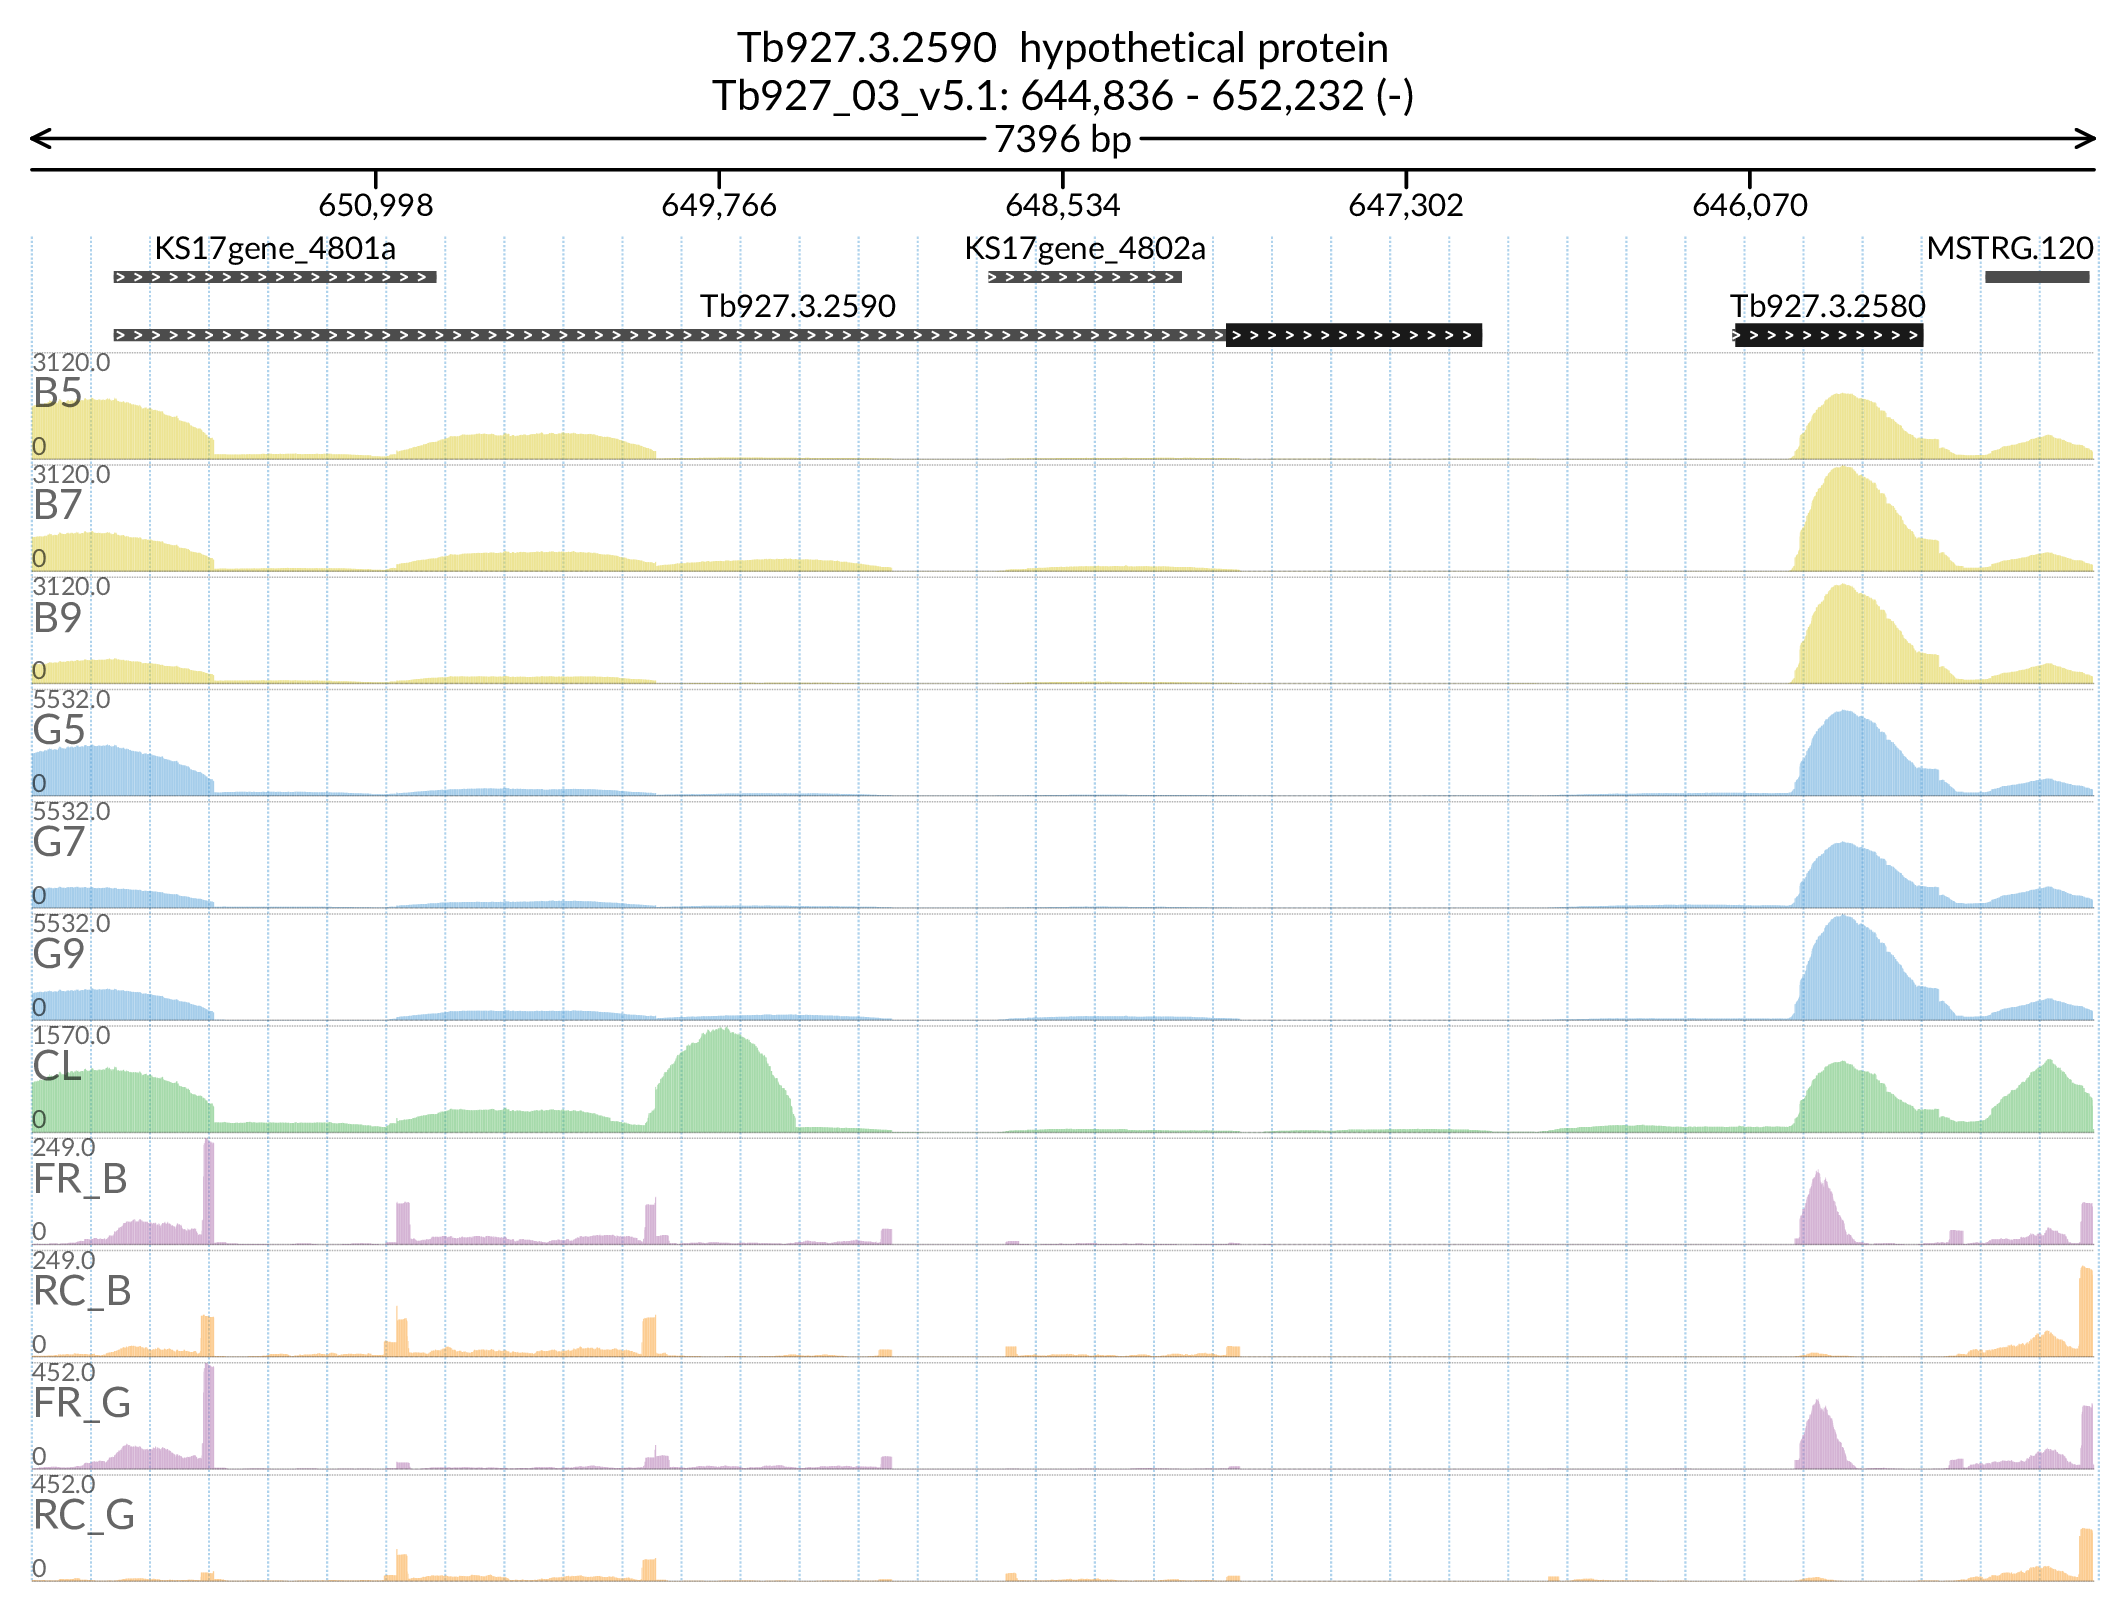 Tb927.3.2590  hypothetical protein
Tb927_03_v5.1: 644,836 - 652,232 (-)
7396 bp
650,998 649,766 648,534 647,302 646,070
KS17gene_4801a KS17gene_4802a MSTRG.120
Tb927.3.2590 Tb927.3.2580
3120.0
B5
0
3120.0
B7
0
3120.0
B9
0
5532.0
G5
0
5532.0
G7
0
5532.0
G9
0
1570.0
CL
0
249.0
FR_B
0
249.0
RC_B
0
452.0
FR_G
0
452.0
RC_G
0